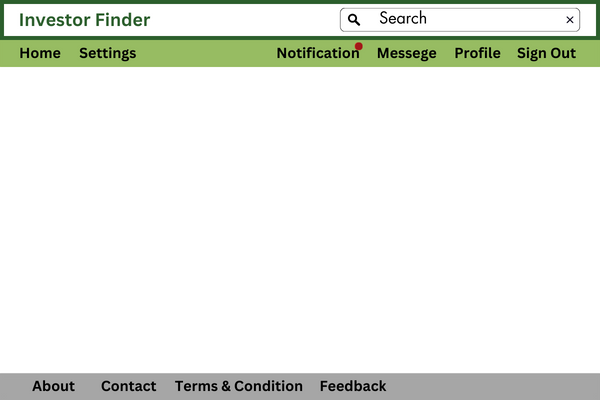 Investor Finder Search ×
Home Settings Notification Messege Profile Sign Out
About Contact Terms & Condition Feedback